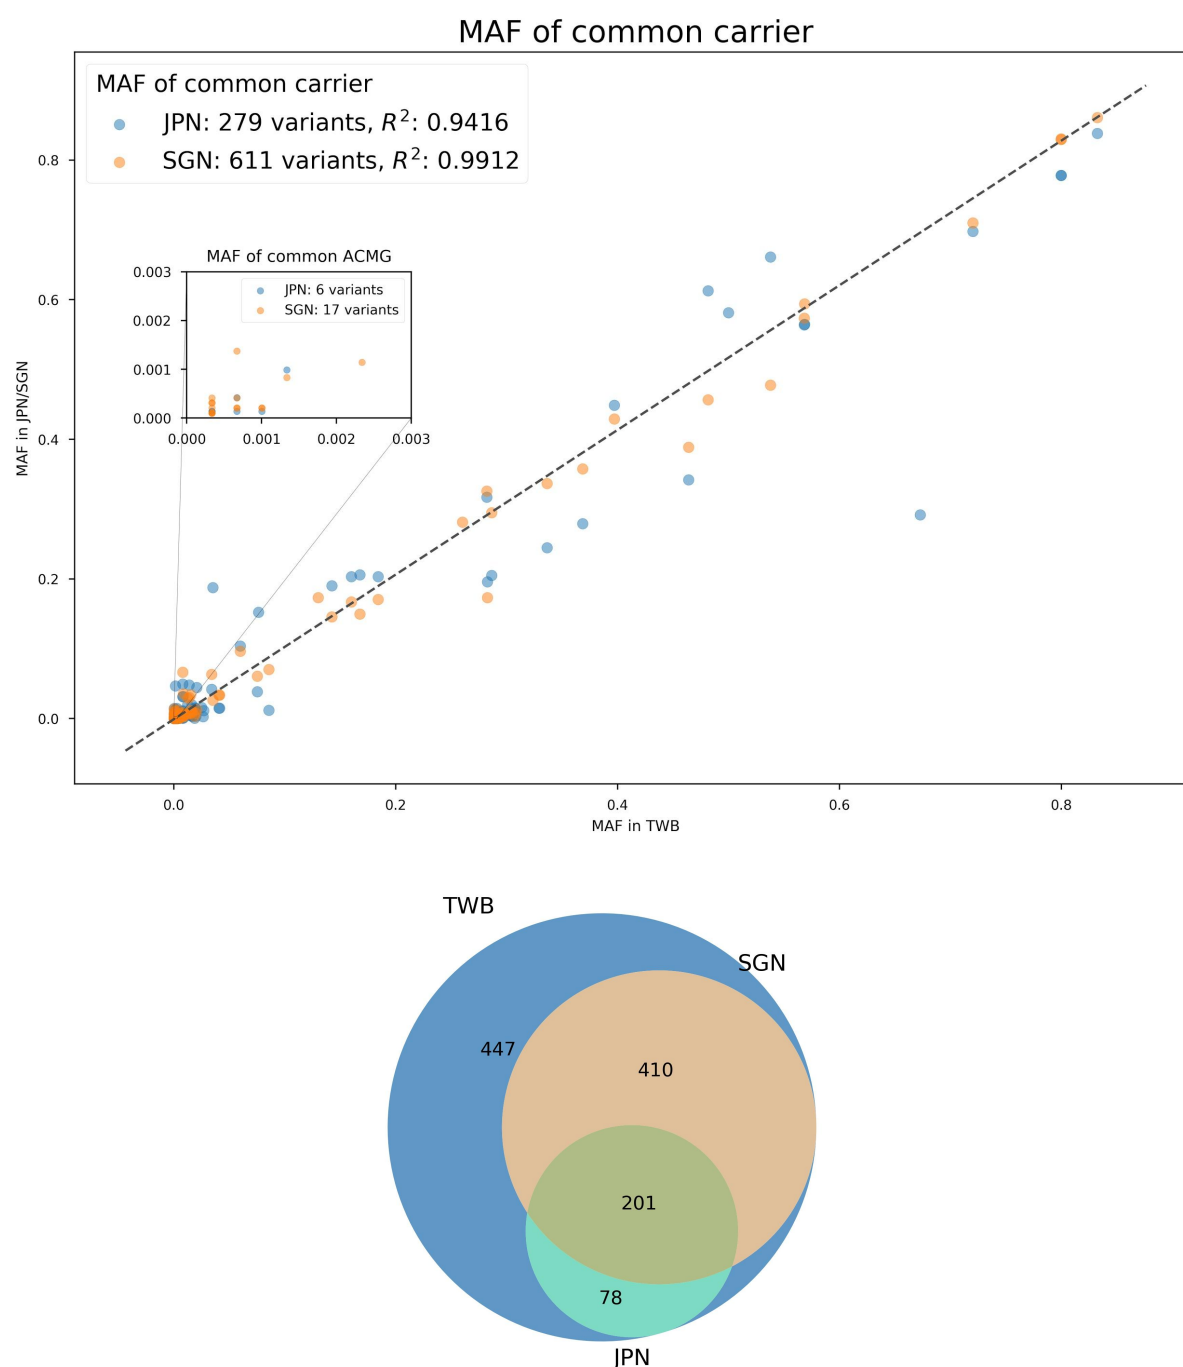 MAF of common carrier
MAF of common carrier
JPN: 279 variants, R²: 0.9416
SGN: 611 variants, R²: 0.9912
0.8
MAF of common ACMG
0.003
JPN: 6 variants
SGN: 17 variants
0.002
0.001
0.000
0.000 0.001 0.002 0.003
0.6
0.4
0.2
0.0
MAF in JPN/SGN
0.0 0.2 0.4 0.6 0.8
MAF in TWB
TWB
SGN
447
410
201
78
JPN